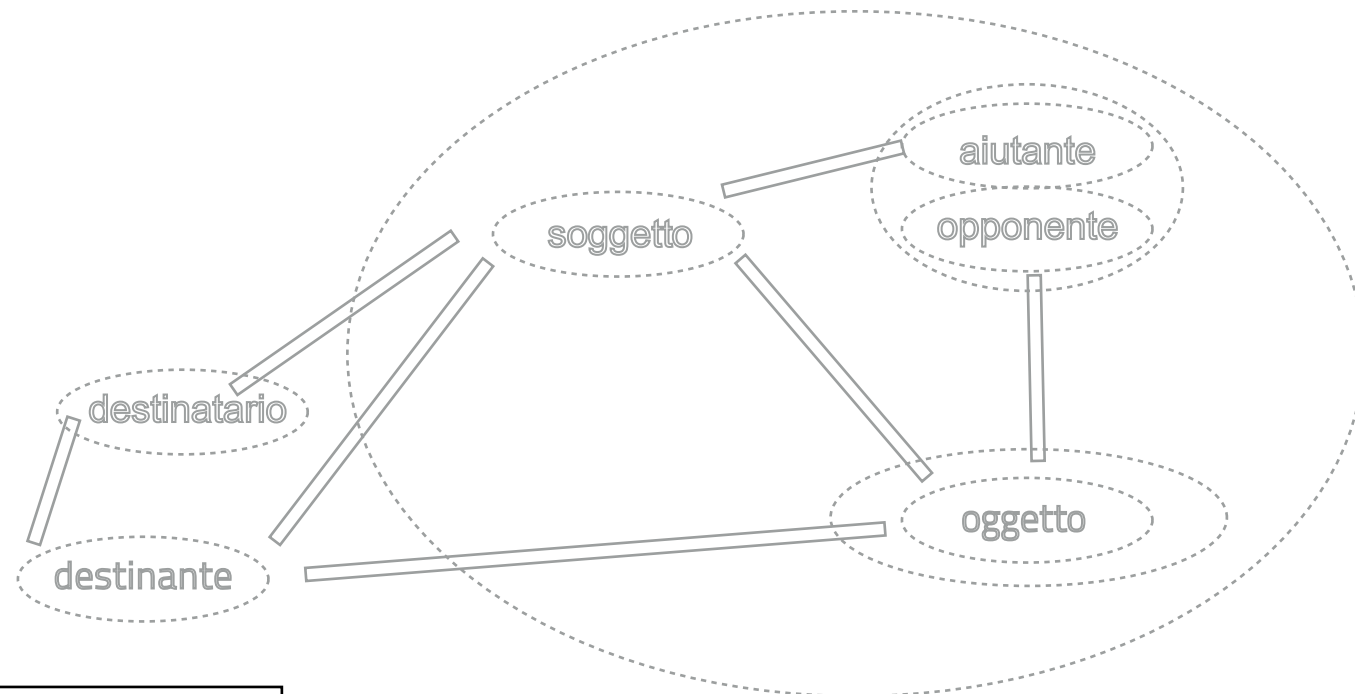 aiutante
opponente
soggetto
destinatario
oggetto
destinante